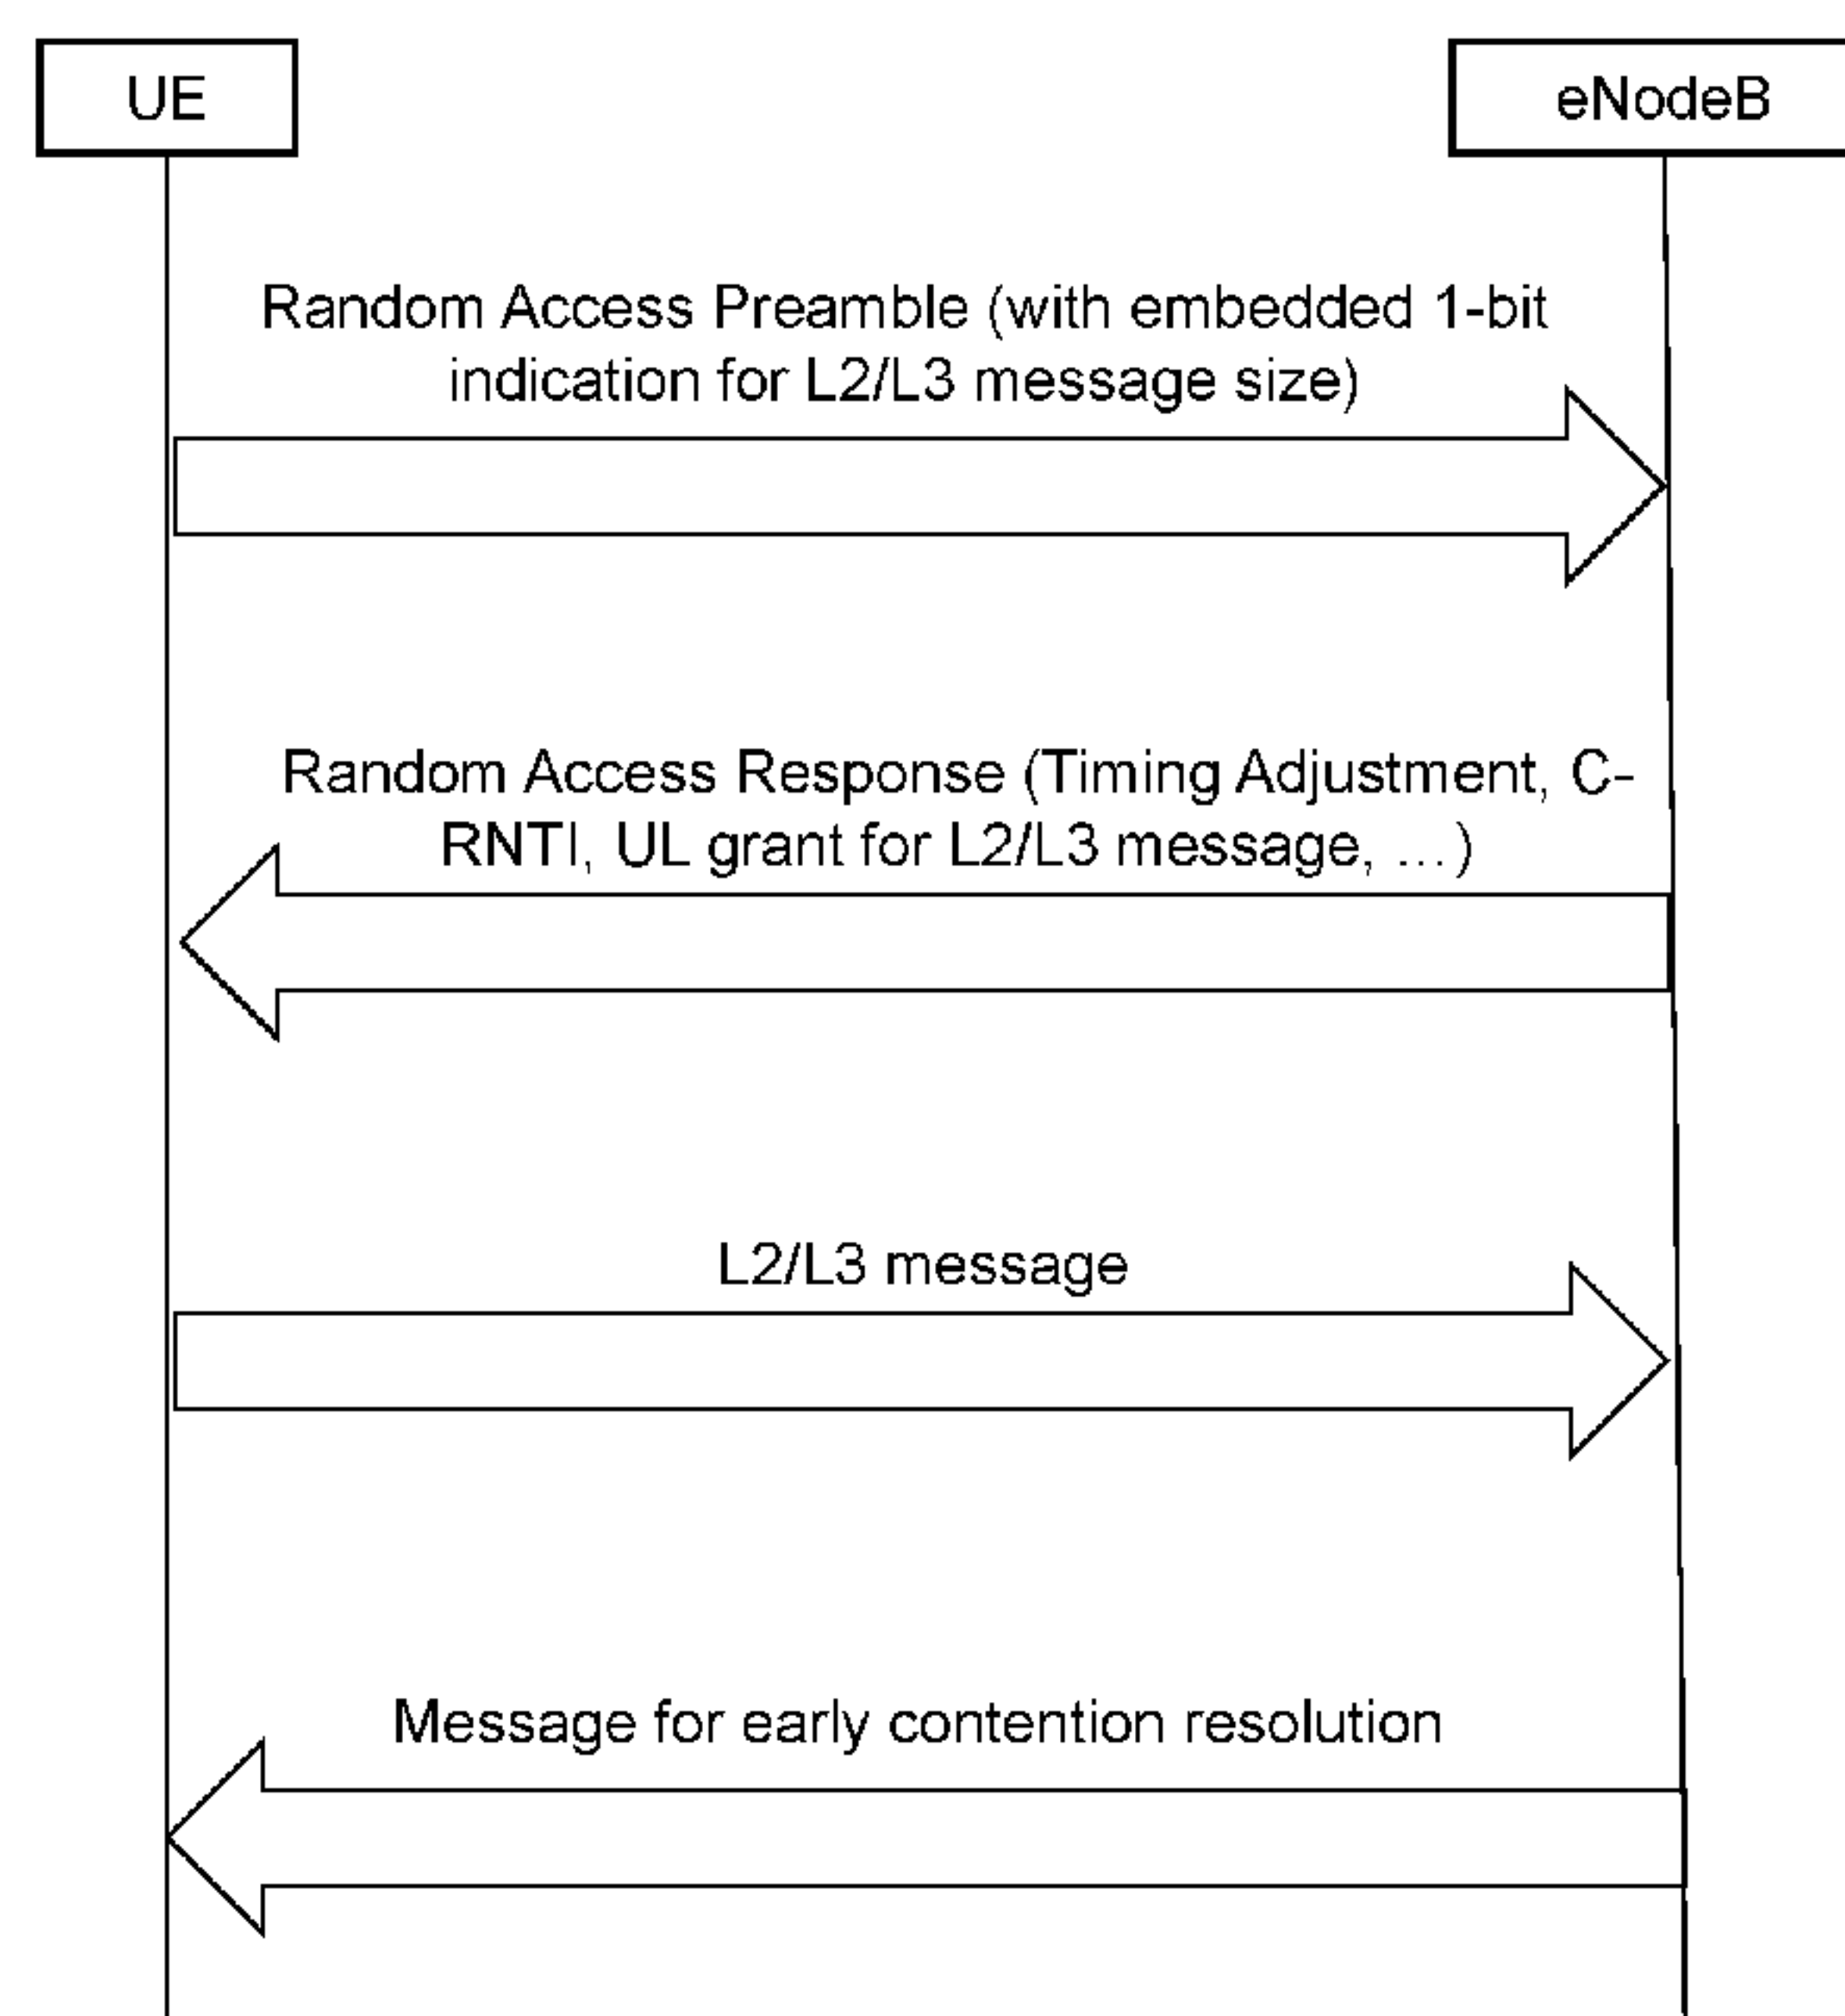 UE
eNodeB
Random Access Preamble (with embedded 1-bit
indication for L2/L3 message size)
Random Access Response (Timing Adjustment, C-
RNTI, UL grant for L2/L3 message, ...)
L2/L3 message
Message for early contention resolution